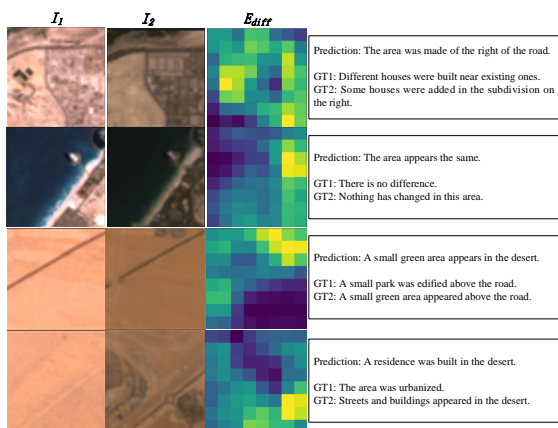 I1 I2 Ediff
Prediction: The area was made of the right of the road.
GT1: Different houses were built near existing ones.
GT2: Some houses were added in the subdivision on
the right.
Prediction: The area appears the same.
GT1: There is no difference.
GT2: Nothing has changed in this area.
Prediction: A small green area appears in the desert.
GT1: A small park was edified above the road.
GT2: A small green area appeared above the road.
Prediction: A residence was built in the desert.
GT1: The area was urbanized.
GT2: Streets and buildings appeared in the desert.